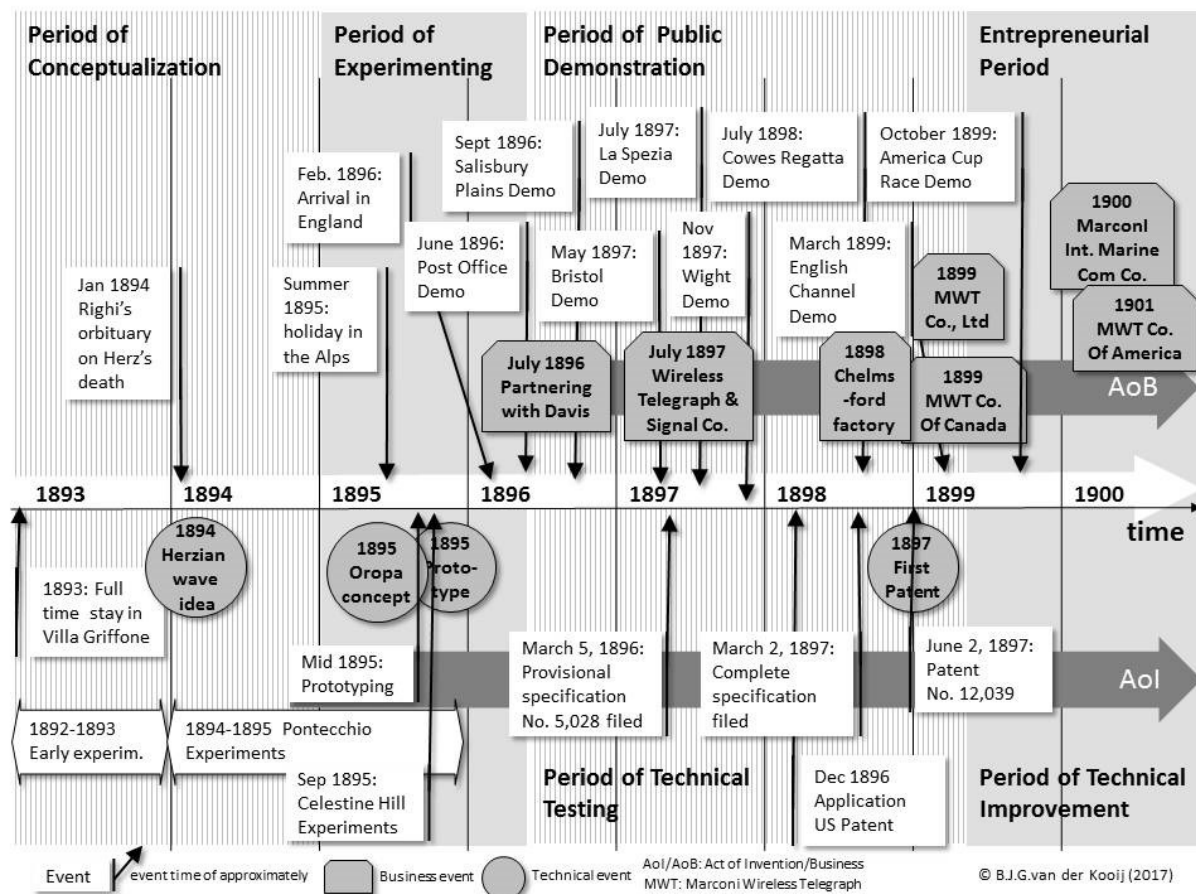 Period of
Conceptualization
Period of
Experimenting
Period of Public
Demonstration
Entrepreneurial
Period
Sept 1896:
Salisbury
Plains Demo
July 1897:
La Spezia
Demo
July 1898:
Cowes Regatta
Demo
October 1899:
America Cup
Race Demo
Feb. 1896:
Arrival in
England
1900
Marconl
Int. Marine
Com Co.
June 1896:
Post Office
Demo
May 1897:
Bristol
Demo
Nov
1897:
Wight
Demo
March 1899:
English
Channel
Demo
1899
MWT
Co., Ltd
Jan 1894
Righi's
orbituary
on Herz's
death
Summer
1895:
holiday in
the Alps
1901
MWT Co.
Of America
July 1896
Partnering
with Davis
July 1897
Wireless
Telegraph &
Signal Co.
1898
Chelms
-ford
factory
1899
MWT Co.
Of Canada
AoB
1893
1894
1895
1896
1897
1898
1899
1900
time
1894
Herzian
wave
idea
1895
Oropa
concept
1895
Proto-
type
1897
First
Patent
1893: Full
time stay in
Villa Griffone
Mid 1895:
Prototyping
March 5, 1896:
Provisional
specification
No. 5,028 filed
March 2, 1897:
Complete
specification
filed
June 2, 1897:
Patent
No. 12,039
AoI
1892-1893
Early experim.
1894-1895 Pontecchio
Experiments
Sep 1895:
Celestine Hill
Experiments
Period of Technical
Testing
Dec 1896
Application
US Patent
Period of Technical
Improvement
Event
event time of approximately
Business event
Technical event
AoI/AoB: Act of Invention/Business
MWT: Marconi Wireless Telegraph
© B.J.G.van der Kooij (2017)